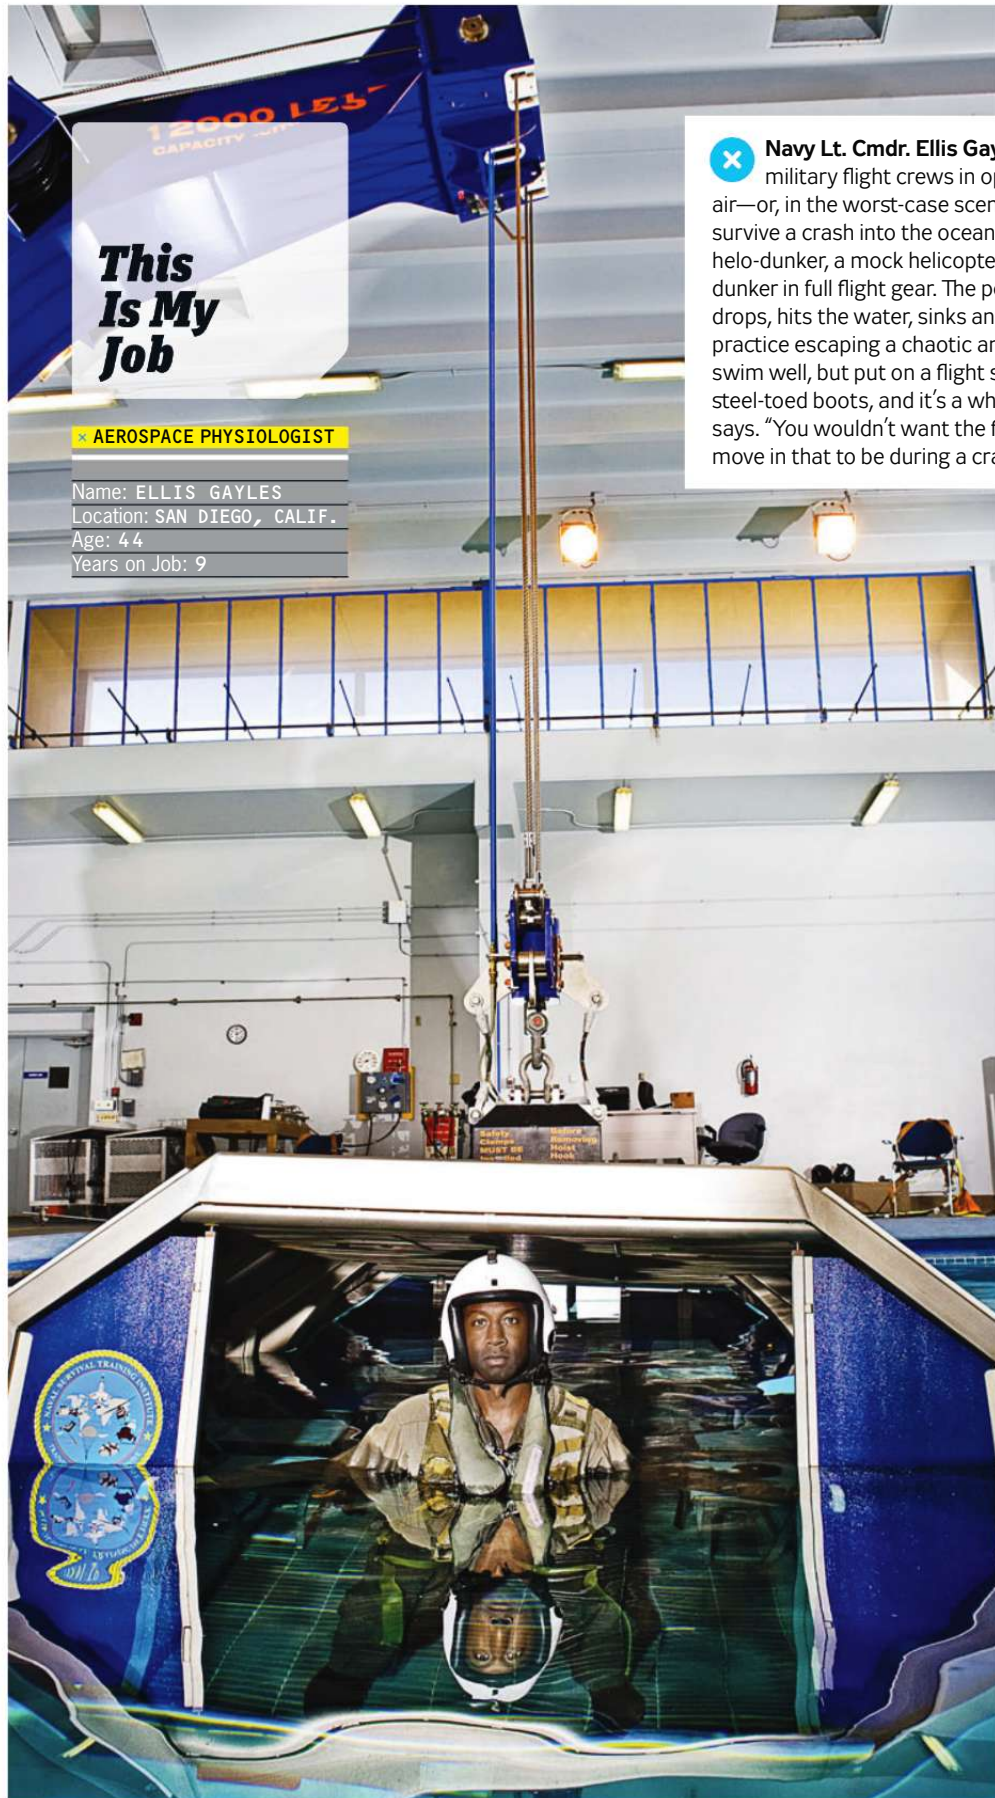 12000 LBS
CAPACITY
This
Is My
Job
× AEROSPACE PHYSIOLOGIST
Name: ELLIS GAYLES
Location: SAN DIEGO, CALIF.
Age: 44
Years on Job: 9
× Navy Lt. Cmdr. Ellis Gay
military flight crews in op
air—or, in the worst-case scen
survive a crash into the ocean
helo-dunker, a mock helicopte
dunker in full flight gear. The po
drops, hits the water, sinks an
practice escaping a chaotic an
swim well, but put on a flight s
steel-toed boots, and it’s a wh
says. “You wouldn’t want the f
move in that to be during a cra
Safety
Clamps
MUST BE
Installed
Before
Removing
Hoist
Hook
NAVAL SURVIVAL TRAINING INSTITUTE